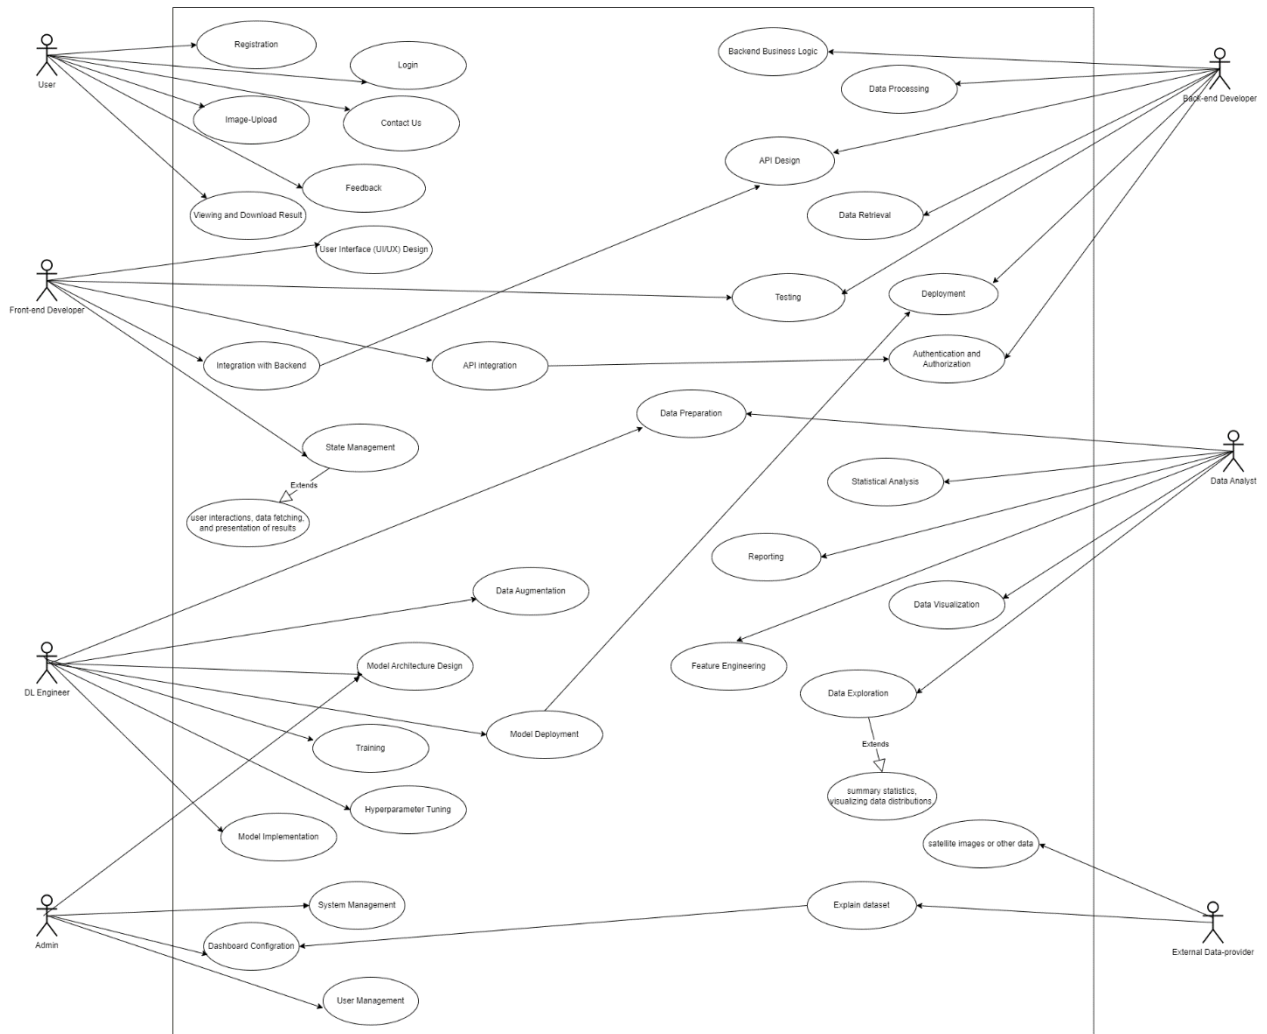 Registration
Login
User
Image-Upload
Contact Us
Feedback
Viewing and Download Result
User Interface (UI/UX) Design
Front-end Developer
Integration with Backend
API integration
State Management
Extends
user interactions, data fetching,
and presentation of results
Backend Business Logic
Data Processing
Back-end Developer
API Design
Data Retrieval
Testing
Deployment
Authentication and
Authorization
Data Preparation
Statistical Analysis
Data Analyst
Reporting
Data Visualization
Feature Engineering
Data Exploration
Extends
summary statistics,
visualizing data distributions
Data Augmentation
Model Architecture Design
DL Engineer
Training
Model Deployment
Hyperparameter Tuning
Model Implementation
satellite images or other data
System Management
Explain dataset
Admin
Dashboard Configration
External Data-provider
User Management